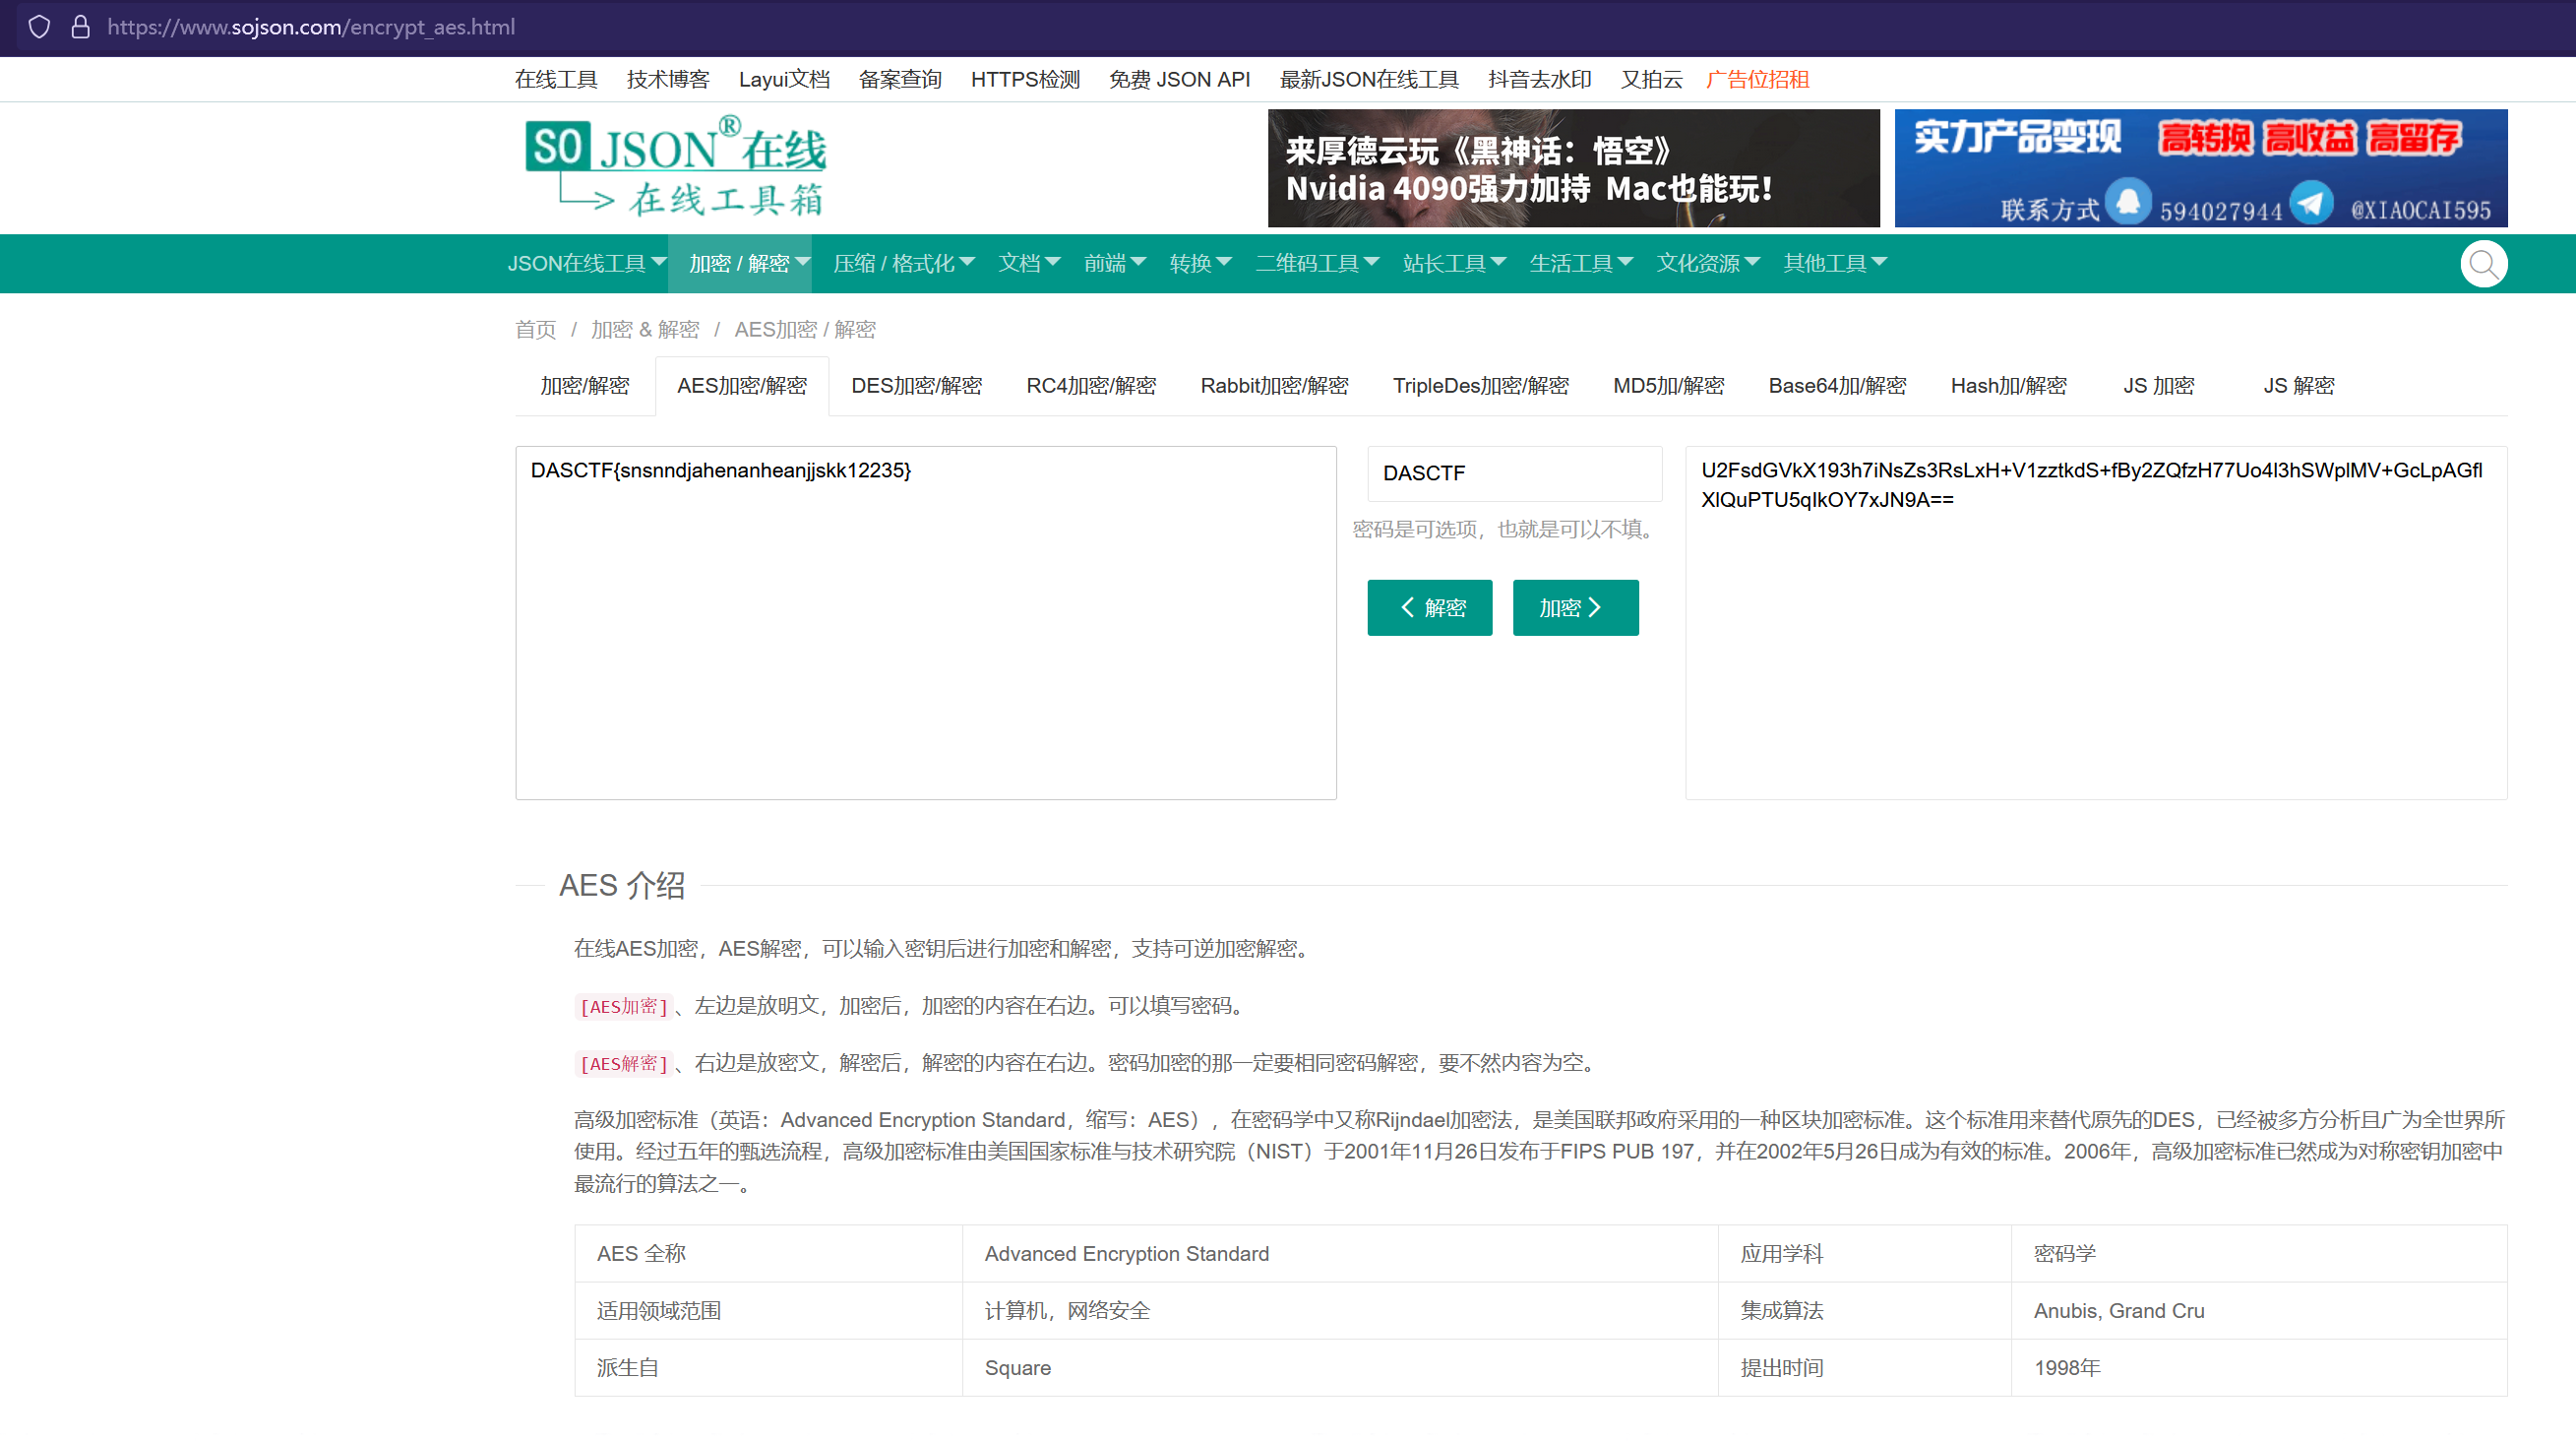 https://www.sojson.com/encrypt_aes.html
在线工具 技术博客 Layui文档 备案查询 HTTPS检测 免费 JSON API 最新JSON在线工具 抖音去水印 又拍云 广告位招租
SO JSON®在线
在线工具箱
来厚德云玩《黑神话：悟空》
Nvidia 4090强力加持 Mac也能玩！
实力产品变现 高转换 高收益 高留存
联系方式 594027944 @XIAOCAI595
JSON在线工具 加密 / 解密 压缩 / 格式化 文档 前端 转换 二维码工具 站长工具 生活工具 文化资源 其他工具
首页 / 加密 & 解密 / AES加密 / 解密
加密/解密 AES加密/解密 DES加密/解密 RC4加密/解密 Rabbit加密/解密 TripleDes加密/解密 MD5加/解密 Base64加/解密 Hash加/解密 JS 加密 JS 解密
DASCTF{snsnndjahenanheanjjskk12235}
DASCTF
密码是可选项，也就是可以不填。
解密 加密
U2FsdGVkX193h7iNsZs3RsLxH+V1zztkdS+fBy2ZQfzH77Uo4l3hSWplMV+GcLpAGfl
XlQuPTU5qIkOY7xJN9A==
AES 介绍
在线AES加密，AES解密，可以输入密钥后进行加密和解密，支持可逆加密解密。
[AES加密]、左边是放明文，加密后，加密的内容在右边。可以填写密码。
[AES解密]、右边是放密文，解密后，解密的内容在右边。密码加密的那一定要相同密码解密，要不然内容为空。
高级加密标准（英语：Advanced Encryption Standard，缩写：AES），在密码学中又称Rijndael加密法，是美国联邦政府采用的一种区块加密标准。这个标准用来替代原先的DES，已经被多方分析且广为全世界所
使用。经过五年的甄选流程，高级加密标准由美国国家标准与技术研究院（NIST）于2001年11月26日发布于FIPS PUB 197，并在2002年5月26日成为有效的标准。2006年，高级加密标准已然成为对称密钥加密中
最流行的算法之一。
AES 全称 Advanced Encryption Standard 应用学科 密码学
适用领域范围 计算机，网络安全 集成算法 Anubis, Grand Cru
派生自 Square 提出时间 1998年